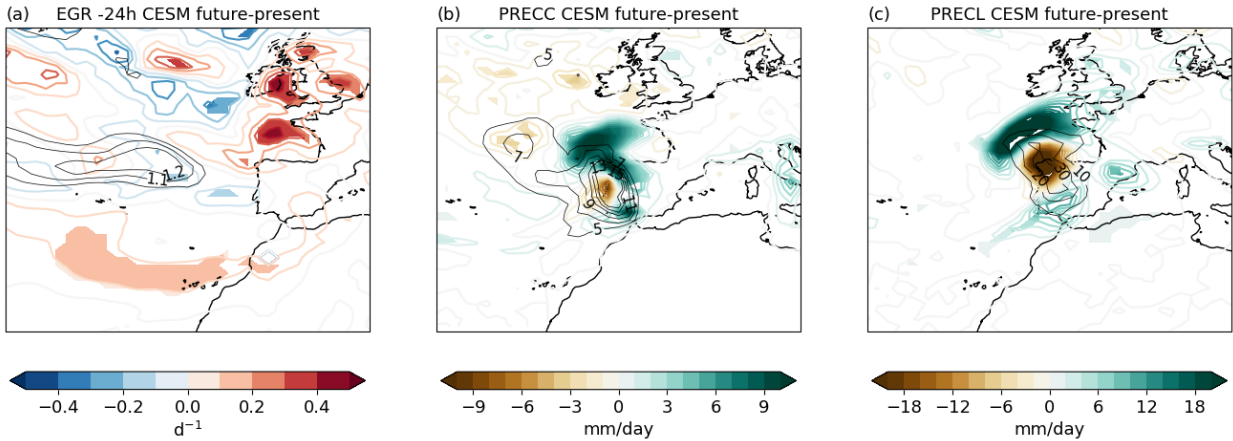 (a) EGR -24h CESM future-present
(b) PRECC CESM future-present
(c) PRECL CESM future-present
1.1 1.2
5
7
5
10
−0.4 −0.2 0.0 0.2 0.4
d⁻¹
−9 −6 −3 0 3 6 9
mm/day
−18 −12 −6 0 6 12 18
mm/day